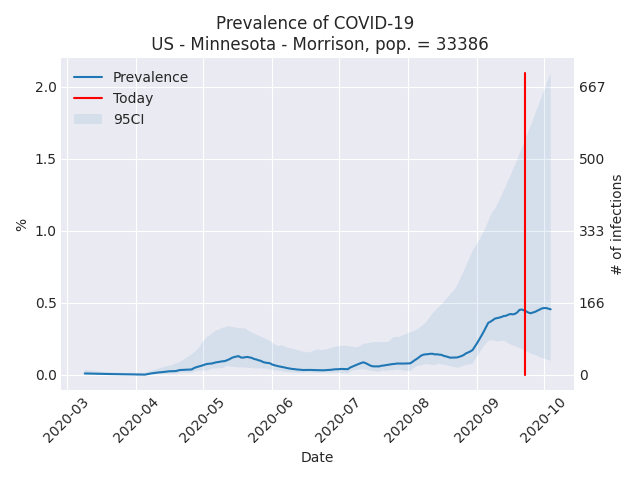 Prevalence of COVID-19
US - Minnesota - Morrison, pop. = 33386
Prevalence
Today
95CI
2.0
1.5
1.0
0.5
0.0
%
667
500
333
166
0
# of infections
2020-03
2020-04
2020-05
2020-06
2020-07
2020-08
2020-09
2020-10
Date